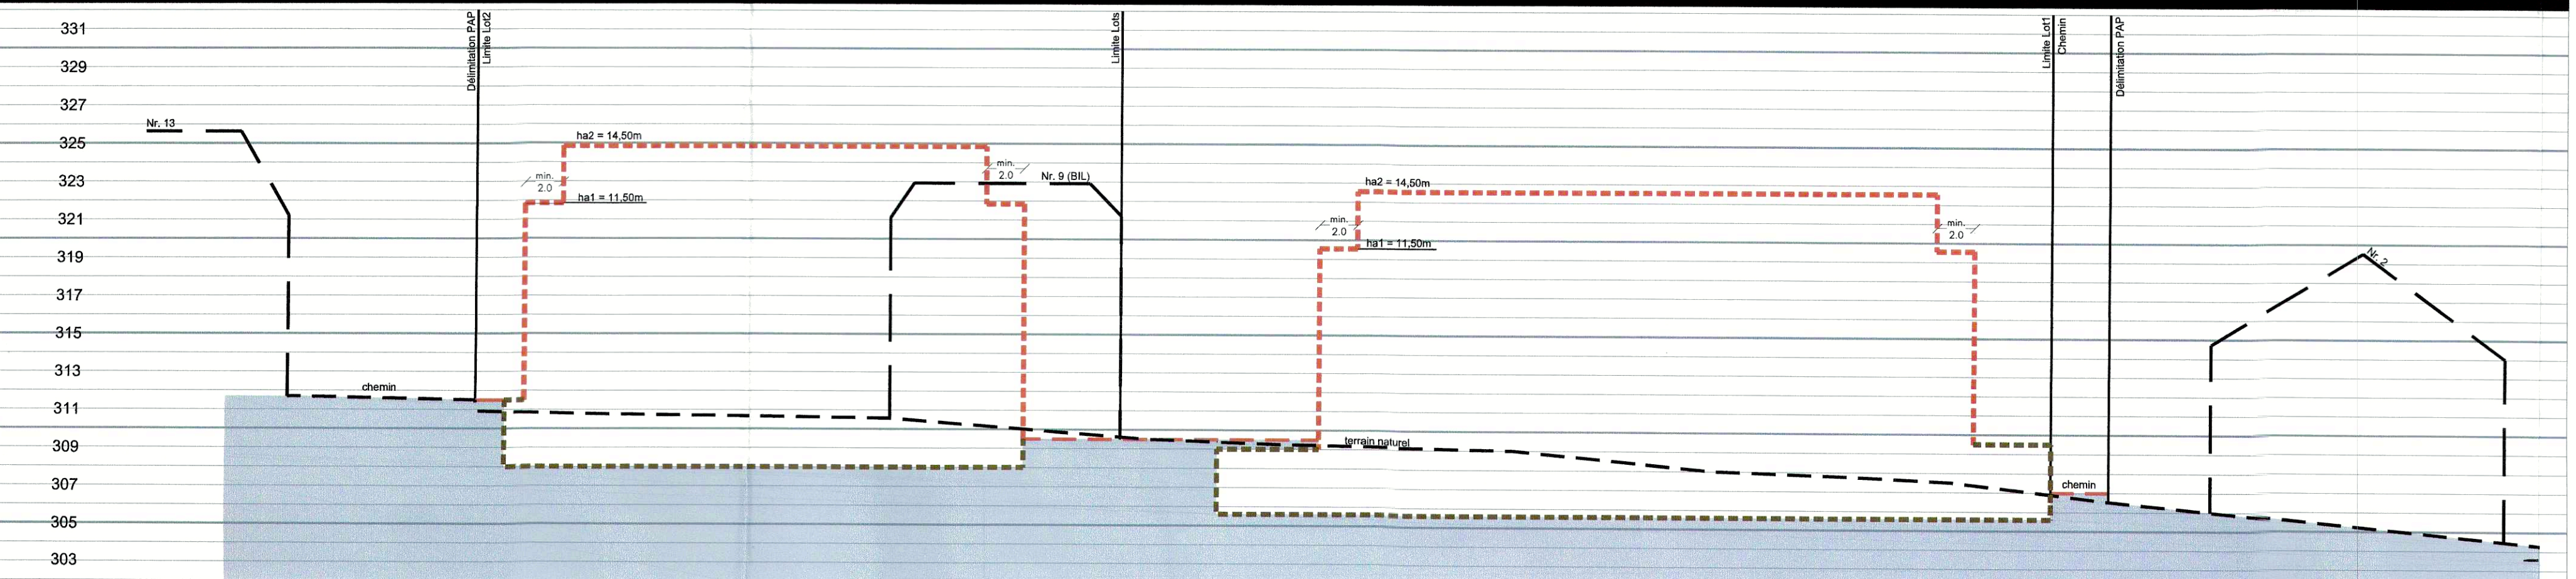 331
329
327
325
323
321
319
317
315
313
311
309
307
305
303
Délimitation PAP
Limite Lot2
Limite Lots
Limite Lot1
Chemin
Délimitation PAP
Nr. 13
ha2 = 14,50m
min.
2.0
ha1 = 11,50m
min.
2.0
Nr. 9 (BIL)
ha2 = 14,50m
min.
2.0
ha1 = 11,50m
min.
2.0
Nr. 2
chemin
terrain naturel
chemin